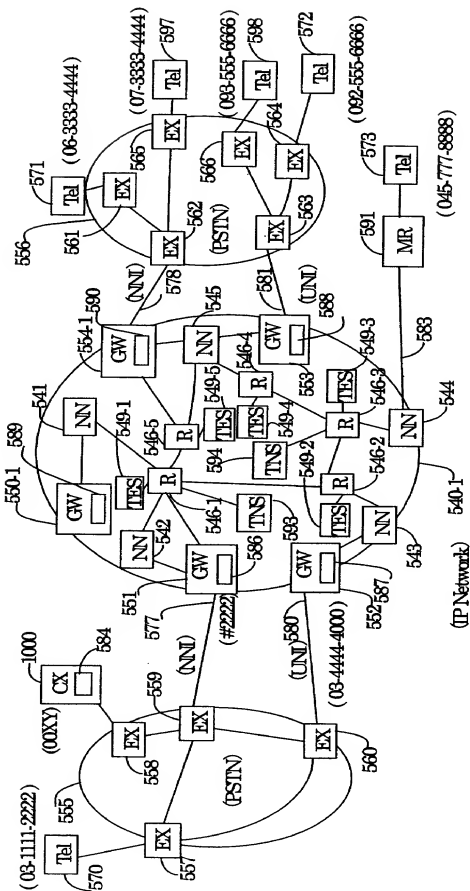 (03-1111-2222)
Tel
570
555
(00XY)
1000
CX
584
EX
558
EX
559
(PSTN)
EX
557
EX
560
(NNI)
577
(#2222)
(UNI)
580
(03-4444-4000)
550-1
589
GW
541
NN
549-1
TES
542
NN
551
GW
586
546-1
R
546-5
R
593
TNS
594
TNS
549-5
TES
549-4
TES
546-4
R
545
NN
554-1
590
GW
553
GW
588
549-3
TES
546-3
R
549-2
TES
546-2
R
544
NN
543
NN
552
GW
587
540-1
(IP Network)
(NNI)
578
581
(UNI)
583
556
561
EX
562
EX
(PSTN)
EX
563
EX
564
EX
565
EX
566
571
Tel
(06-3333-4444)
(07-3333-4444)
597
Tel
(093-555-6666)
598
Tel
572
Tel
(092-555-6666)
573
Tel
591
MR
(045-777-8888)